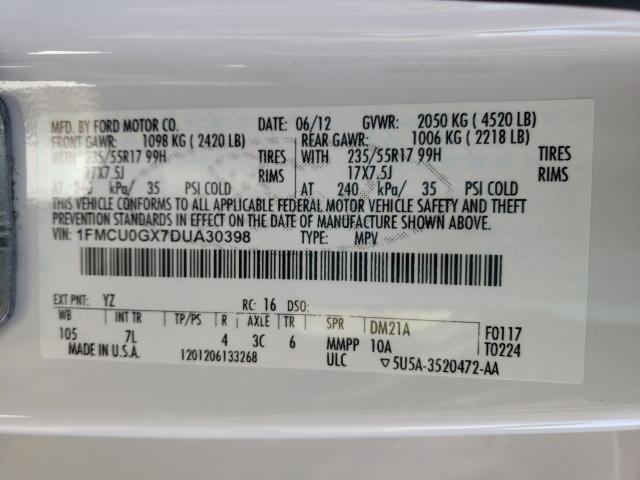 MFD. BY FORD MOTOR CO. DATE: 06/12 GVWR: 2050 KG ( 4520 LB)
FRONT GAWR: 1098 KG ( 2420 LB) REAR GAWR: 1006 KG ( 2218 LB)
WITH 235/55R17 99H TIRES WITH 235/55R17 99H TIRES
17X7.5J RIMS 17X7.5J RIMS
AT 240 kPa/ 35 PSI COLD AT 240 kPa/ 35 PSI COLD
THIS VEHICLE CONFORMS TO ALL APPLICABLE FEDERAL MOTOR VEHICLE SAFETY AND THEFT
PREVENTION STANDARDS IN EFFECT ON THE DATE OF MANUFACTURE SHOWN ABOVE.
VIN: 1FMCU0GX7DUA30398 TYPE: MPV
EXT PNT: YZ RC: 16 DSO:
WB INT TR TP/PS R AXLE TR SPR DM21A F0117
105 7L 4 3C 6 MMPP 10A T0224
MADE IN U.S.A. 1201206133268 ULC ▽5U5A-3520472-AA